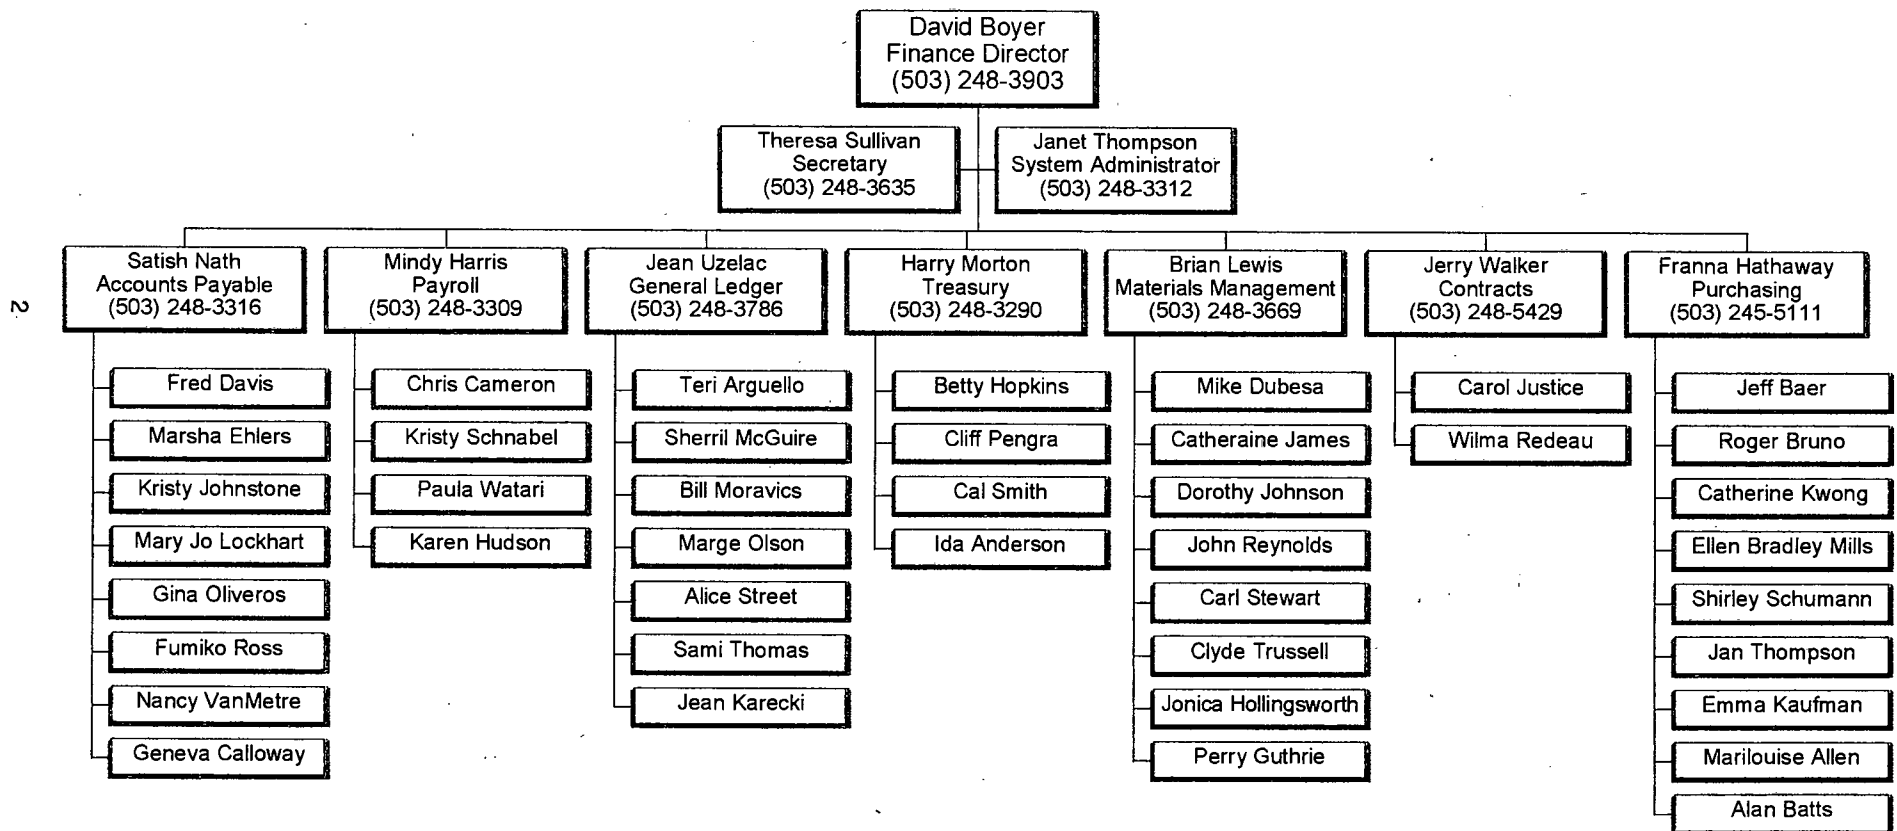 David Boyer
Finance Director
(503) 248-3903
Theresa Sullivan
Secretary
(503) 248-3635
Janet Thompson
System Administrator
(503) 248-3312
Satish Nath
Accounts Payable
(503) 248-3316
Fred Davis
Marsha Ehlers
Kristy Johnstone
Mary Jo Lockhart
Gina Oliveros
Fumiko Ross
Nancy VanMetre
Geneva Calloway
Mindy Harris
Payroll
(503) 248-3309
Chris Cameron
Kristy Schnabel
Paula Watari
Karen Hudson
Jean Uzelac
General Ledger
(503) 248-3786
Teri Arguello
Sherril McGuire
Bill Moravics
Marge Olson
Alice Street
Sami Thomas
Jean Karecki
Harry Morton
Treasury
(503) 248-3290
Betty Hopkins
Cliff Pengra
Cal Smith
Ida Anderson
Brian Lewis
Materials Management
(503) 248-3669
Mike Dubesa
Catheraine James
Dorothy Johnson
John Reynolds
Carl Stewart
Clyde Trussell
Jonica Hollingsworth
Perry Guthrie
Jerry Walker
Contracts
(503) 248-5429
Carol Justice
Wilma Redeau
Franna Hathaway
Purchasing
(503) 245-5111
Jeff Baer
Roger Bruno
Catherine Kwong
Ellen Bradley Mills
Shirley Schumann
Jan Thompson
Emma Kaufman
Marilouise Allen
Alan Batts
2